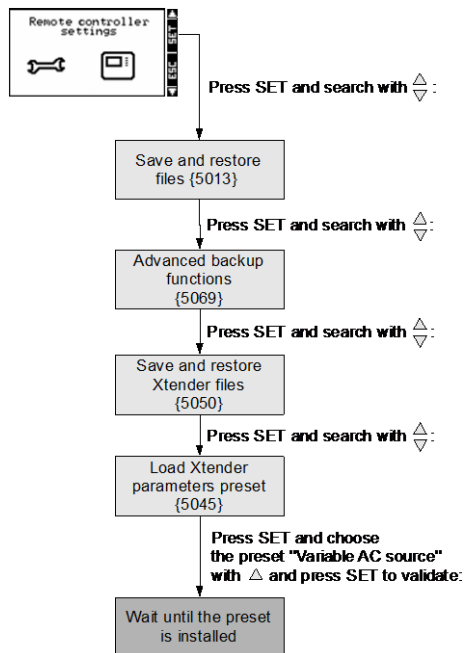 Remote controller
settings
ESC SET
Press SET and search with △▽:
Save and restore
files {5013}
Press SET and search with △▽:
Advanced backup
functions
{5069}
Press SET and search with △▽:
Save and restore
Xtender files
{5050}
Press SET and search with △▽:
Load Xtender
parameters preset
{5045}
Press SET and choose
the preset "Variable AC source"
with △ and press SET to validate:
Wait until the preset
is installed